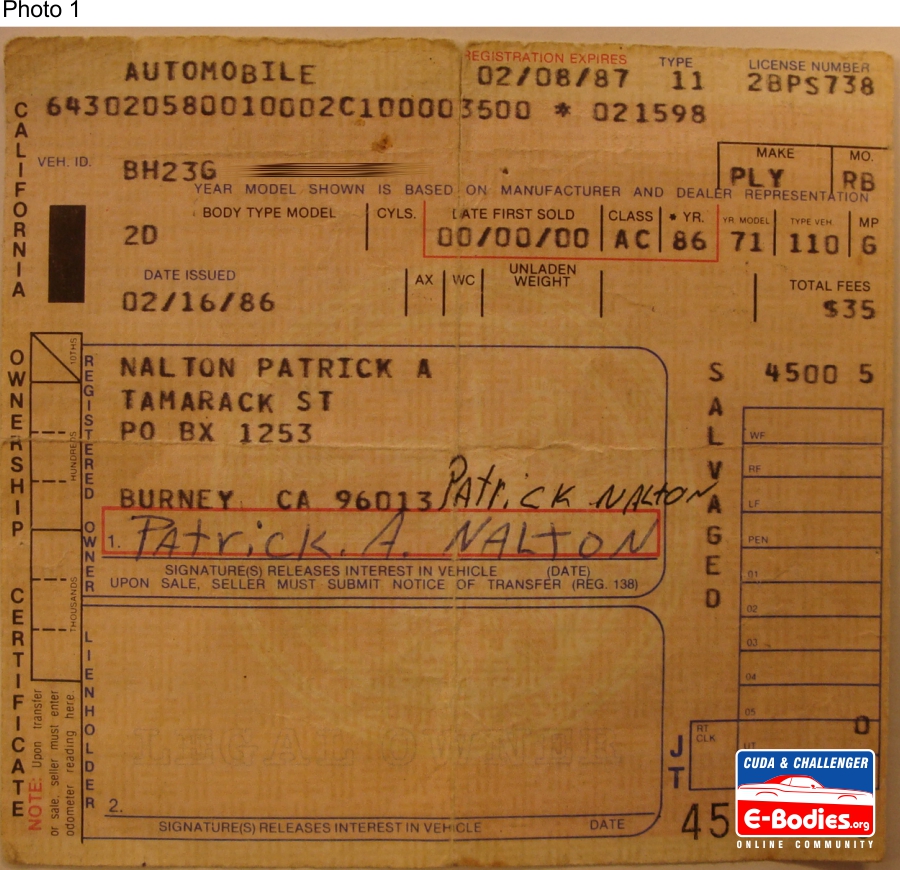 Photo 1
AUTOMOBILE
REGISTRATION EXPIRES
02/08/87
TYPE
11
LICENSE NUMBER
2BPS738
6430205800100002C100003500 * 021598
CALIFORNIA
VEH. ID.
BH23G
MAKE
PLY
MO.
RB
YEAR MODEL SHOWN IS BASED ON MANUFACTURER AND DEALER REPRESENTATION
BODY TYPE MODEL
2D
CYLS.
DATE FIRST SOLD
00/00/00
CLASS
AC
• YR.
86
YR. MODEL
71
TYPE VEH.
110
MP
G
DATE ISSUED
02/16/86
AX
WC
UNLADEN
WEIGHT
TOTAL FEES
$35
OWNERSHIP CERTIFICATE
10THS
HUNDREDS
THOUSANDS
NOTE: Upon transfer
or sale, seller must enter
odometer reading here.
REGISTERED OWNER
NALTON PATRICK A
TAMARACK ST
PO BX 1253
BURNEY CA 96013
Patrick NALTON
1. Patrick. A. NALTON
SIGNATURE(S) RELEASES INTEREST IN VEHICLE (DATE)
UPON SALE, SELLER MUST SUBMIT NOTICE OF TRANSFER (REG. 138)
LIENHOLDER
2.
SIGNATURE(S) RELEASES INTEREST IN VEHICLE DATE
SALVAGED
4500 5
WF
RF
LF
PEN
01
02
03
04
05
0
JT
RT
CLK
VT
45
CUDA & CHALLENGER
E-Bodies.org
ONLINE COMMUNITY